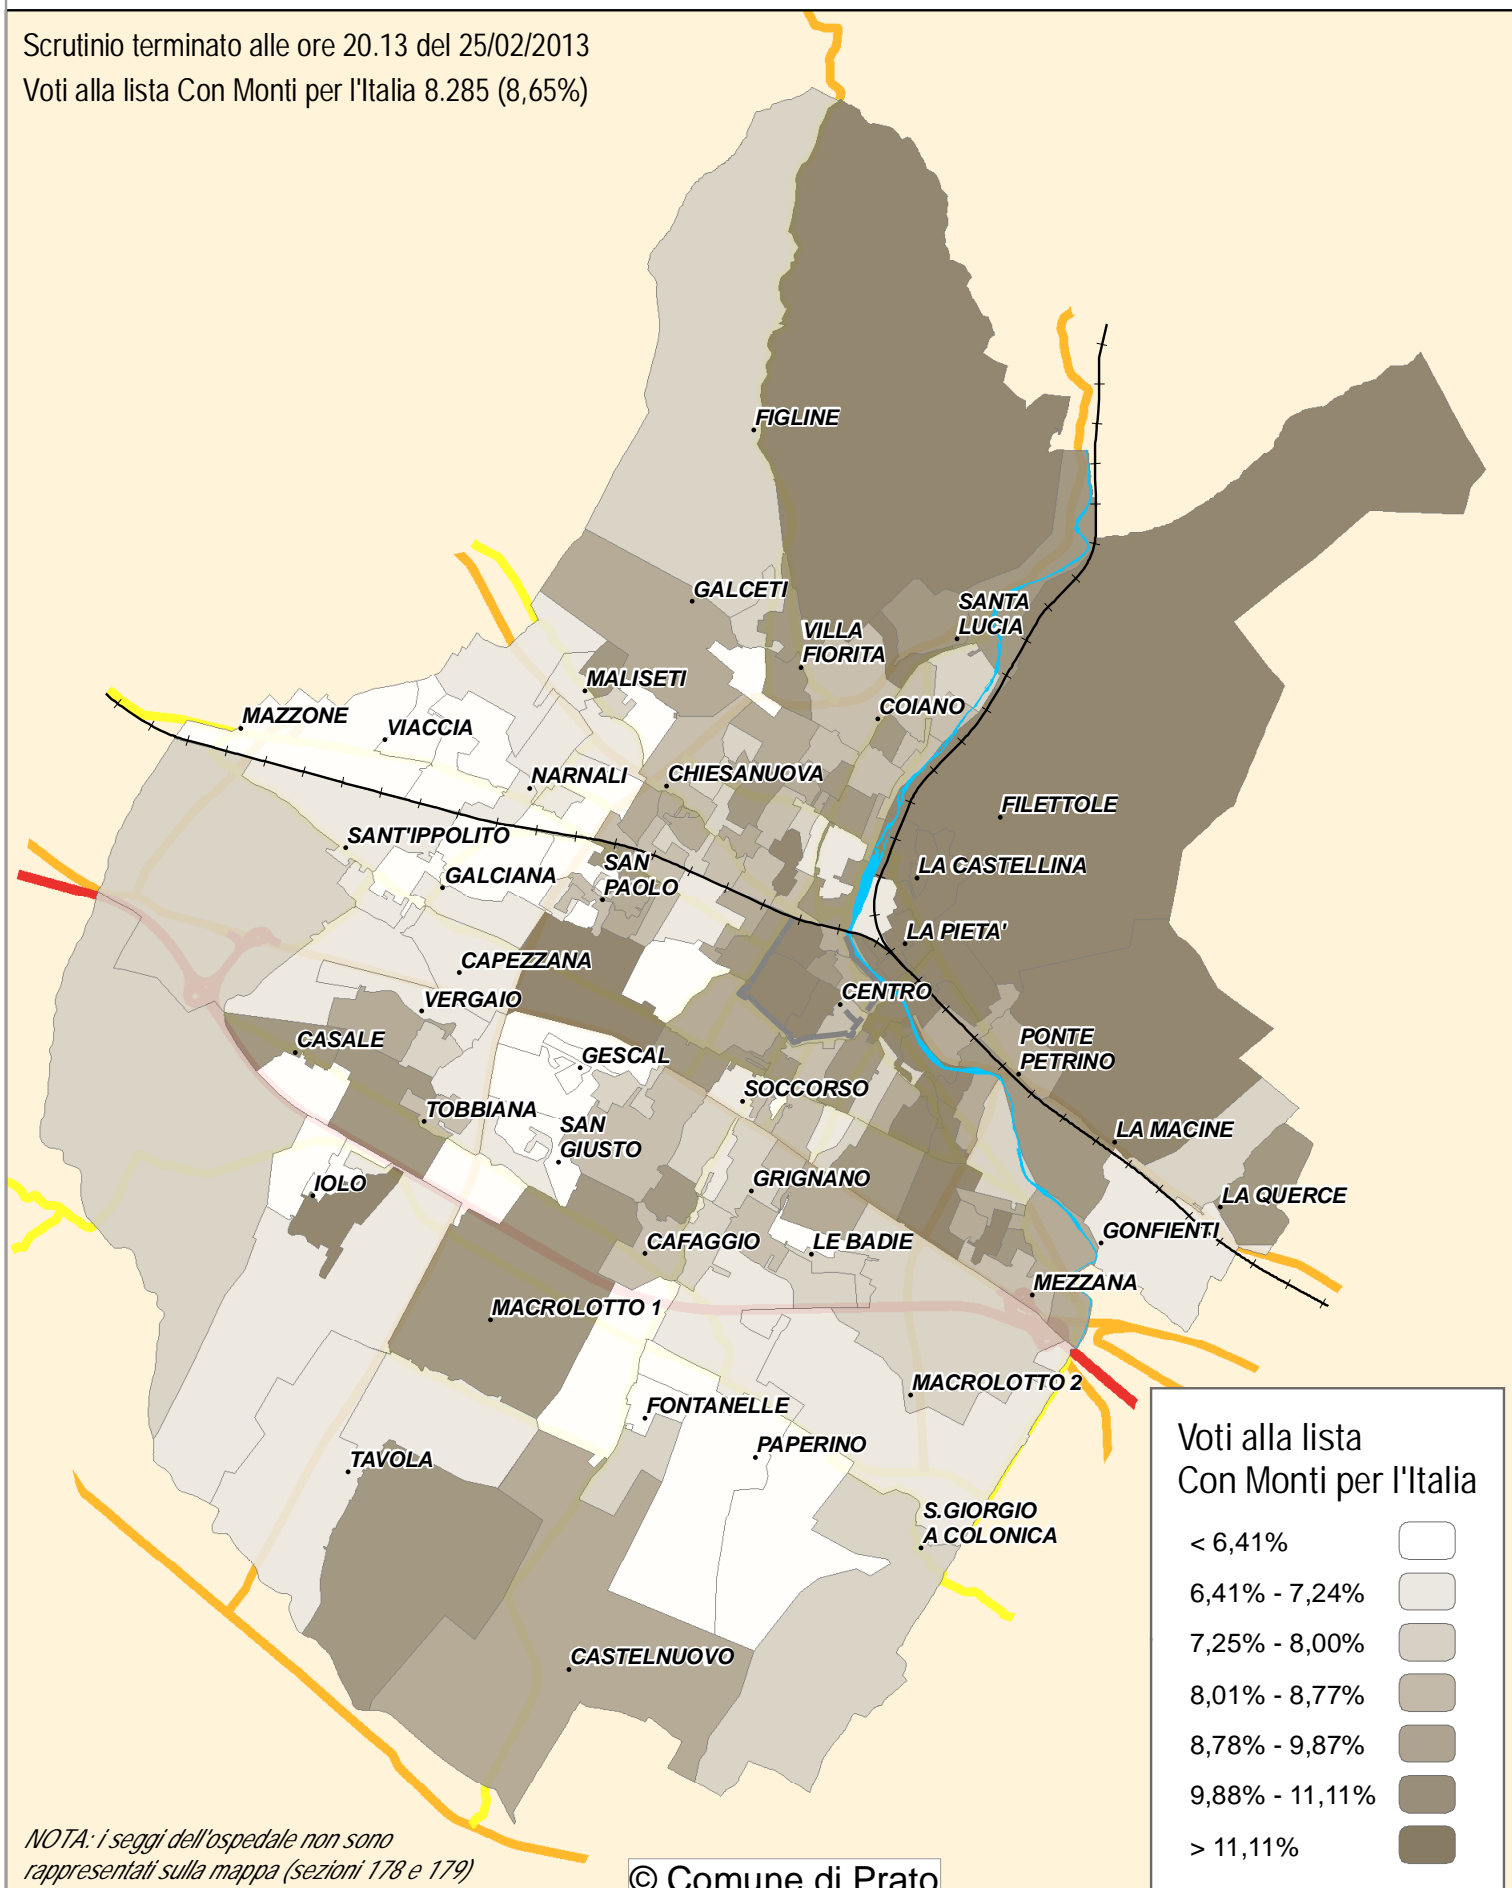 Scrutinio terminato alle ore 20.13 del 25/02/2013
Voti alla lista Con Monti per l'Italia 8.285 (8,65%)
FIGLINE
GALCETI
SANTA
LUCIA
VILLA
FIORITA
MALISETI
COIANO
MAZZONE
VIACCIA
NARNALI
CHIESANUOVA
FILETTOLE
SANT'IPPOLITO
GALCIANA
SAN
PAOLO
LA CASTELLINA
LA PIETA'
CAPEZZANA
VERGAIO
CENTRO
CASALE
GESCAL
PONTE
PETRINO
SOCCORSO
TOBBIANA
SAN
GIUSTO
LA MACINE
IOLO
GRIGNANO
LA QUERCE
CAFAGGIO
LE BADIE
GONFIENTI
MEZZANA
MACROLOTTO 1
MACROLOTTO 2
FONTANELLE
PAPERINO
TAVOLA
S.GIORGIO
A COLONICA
CASTELNUOVO
Voti alla lista
Con Monti per l'Italia
< 6,41%
6,41% - 7,24%
7,25% - 8,00%
8,01% - 8,77%
8,78% - 9,87%
9,88% - 11,11%
> 11,11%
NOTA: i seggi dell'ospedale non sono
rappresentati sulla mappa (sezioni 178 e 179)
© Comune di Prato